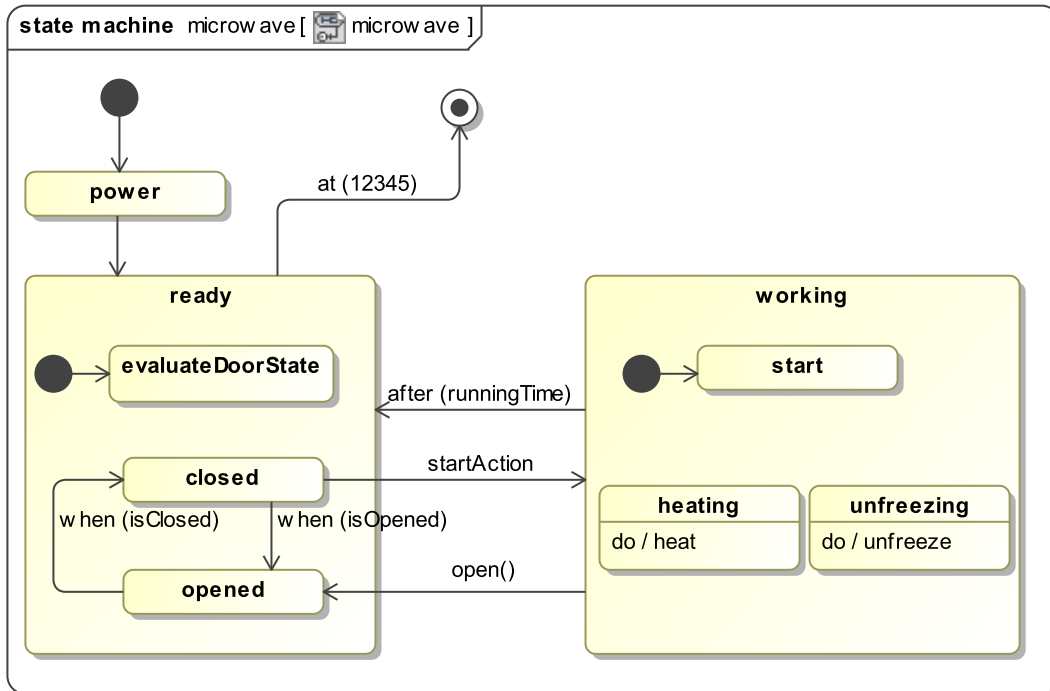 state machine microwave [ microwave ]
at (12345)
power
ready
working
evaluateDoorState
start
after (runningTime)
closed
startAction
when (isClosed)
when (isOpened)
heating
do / heat
unfreezing
do / unfreeze
open()
opened